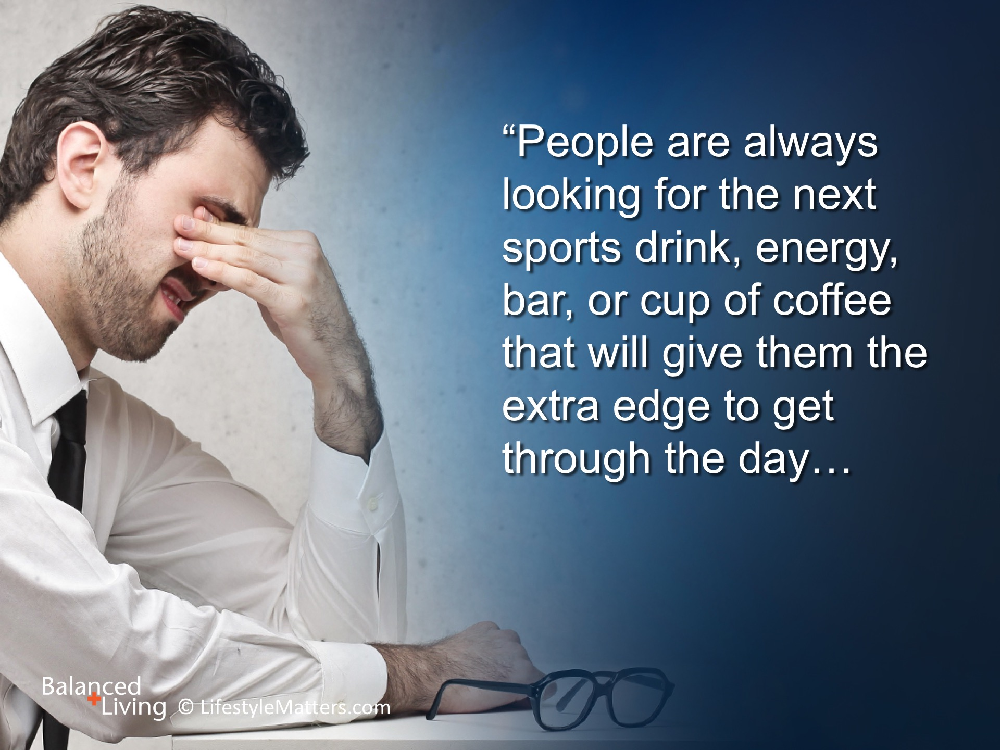 “People are always
looking for the next
sports drink, energy,
bar, or cup of coffee
that will give them the
extra edge to get
through the day…
Balanced
Living © LifestyleMatters.com